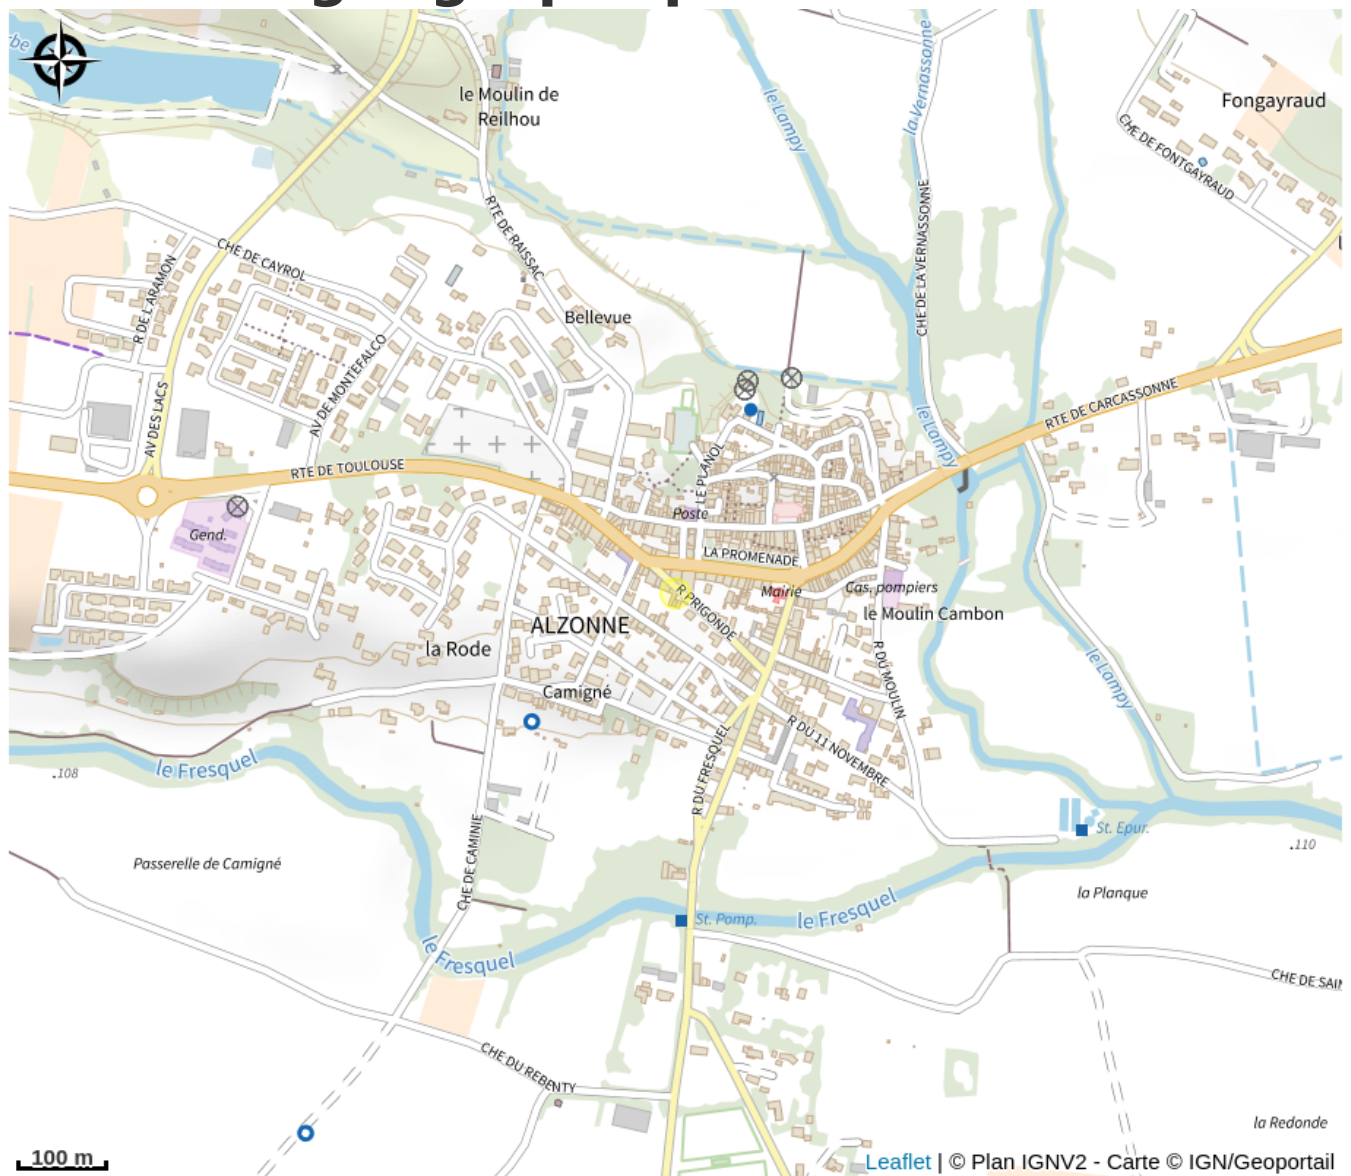 le Moulin de
Reilhou
le Lampy
la Vernassonne
Fongayraud
CHE DE FONTGAYRAUD
RTE DE RAISSAC
CHE DE CAYROL
R DE L'ARAMON
CHE DE LA VERNASSONNE
Bellevue
AV DE MONTEFALCO
AV DES LACS
RTE DE CARCASSONNE
le Lampy
RTE DE TOULOUSE
LE PLANOL
Poste
Gend.
LA PROMENADE
Mairie
Cas. pompiers
R PRIGONDE
le Moulin Cambon
ALZONNE
la Rode
R DU MOULIN
le Lampy
Camigné
R DU 11 NOVEMBRE
R DU FRESQUEL
le Fresquel
.108
CHE DE CAMINIE
St. Epur.
.110
Passerelle de Camigné
la Planque
le Fresquel
St. Pomp.
le Fresquel
CHE DU REBENTY
la Redonde
100 m
Leaflet | © Plan IGNV2 - Carte © IGN/Geoportail